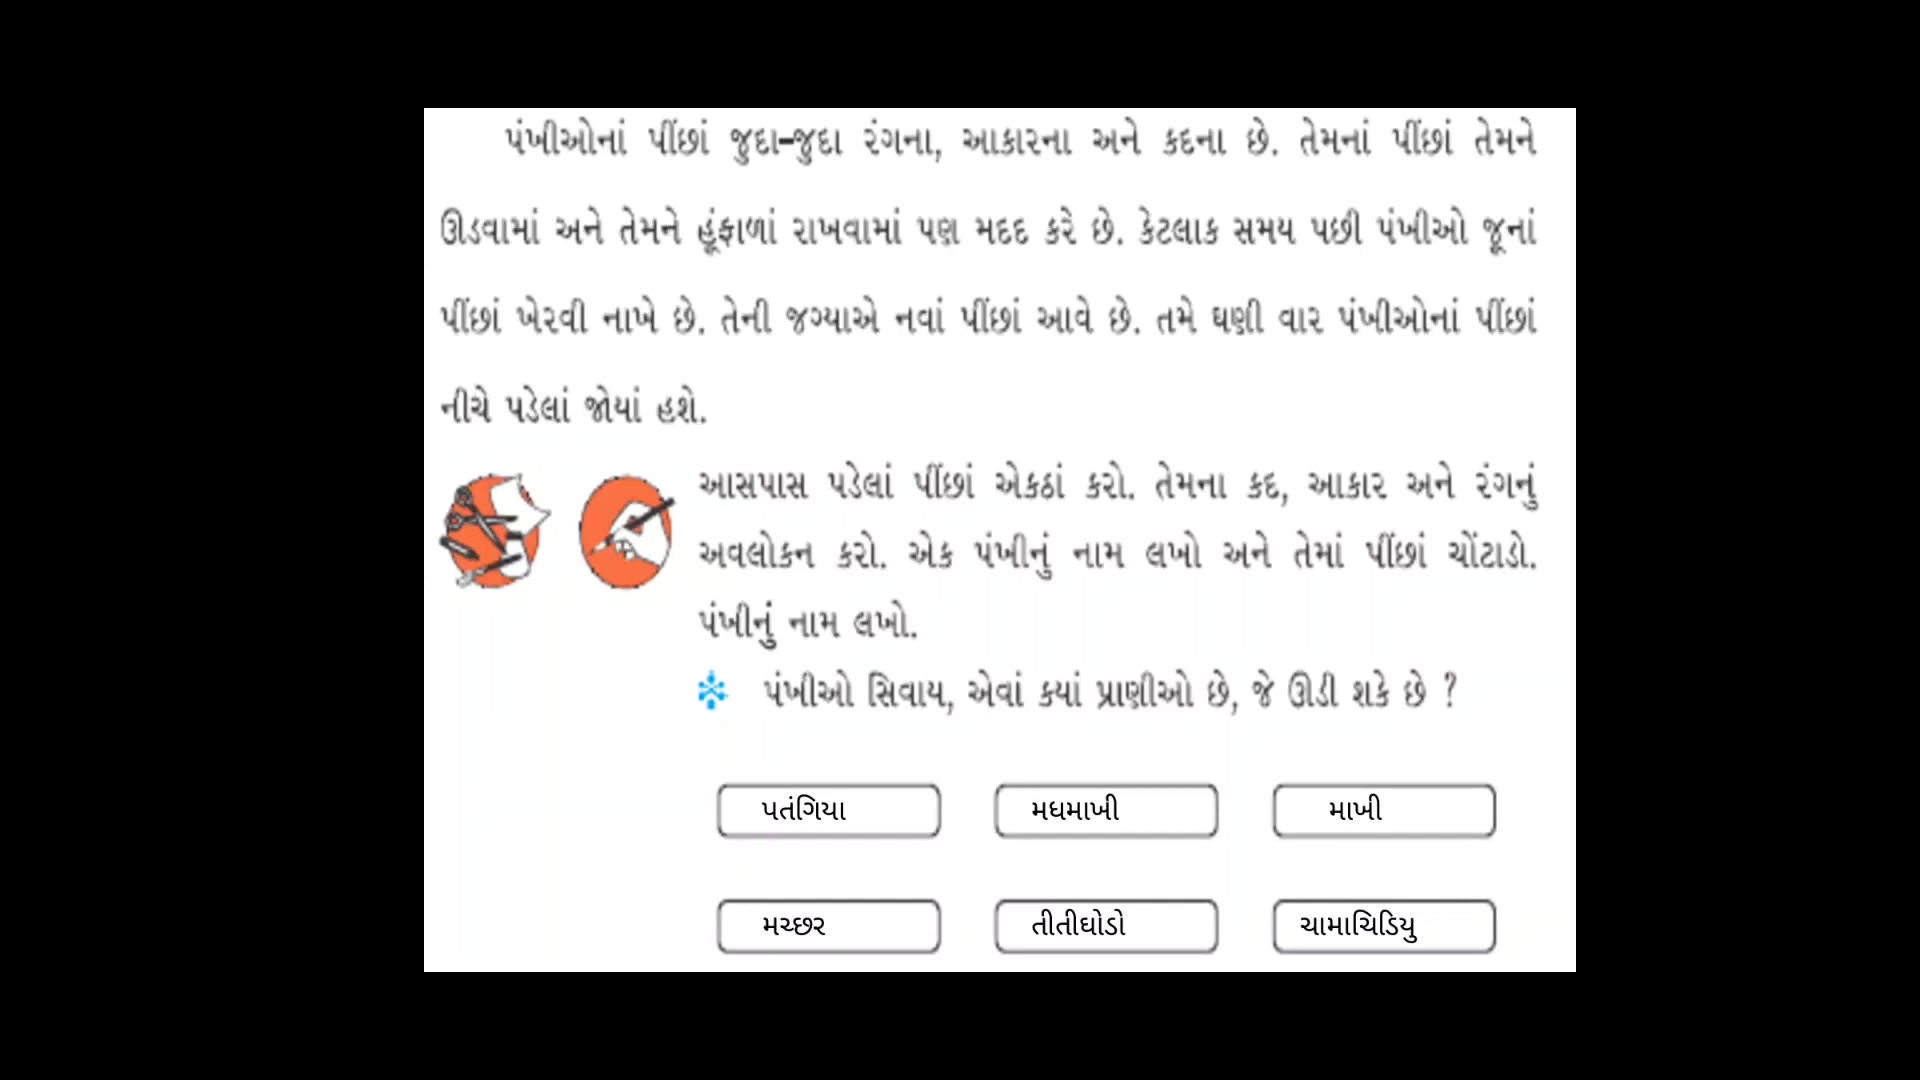 પંખીઓનાં પીંછાં જુદા-જુદા રંગના, આકારના અને કદના છે. તેમનાં પીંછાં તેમને
ઊડવામાં અને તેમને હૂંફાળાં રાખવામાં પણ મદદ કરે છે. કેટલાક સમય પછી પંખીઓ જૂનાં
પીંછાં ખેરવી નાખે છે. તેની જગ્યાએ નવાં પીંછાં આવે છે. તમે ઘણી વાર પંખીઓનાં પીંછાં
નીચે પડેલાં જોયાં હશે.
આસપાસ પડેલાં પીંછાં એકઠાં કરો. તેમના કદ, આકાર અને રંગનું
અવલોકન કરો. એક પંખીનું નામ લખો અને તેમાં પીંછાં ચોંટાડો.
પંખીનું નામ લખો.
પંખીઓ સિવાય, એવાં કયાં પ્રાણીઓ છે, જે ઊડી શકે છે ?
પતંગિયા મધમાખી માખી
મચ્છર તીતીઘોડો ચામાચિડિયુ